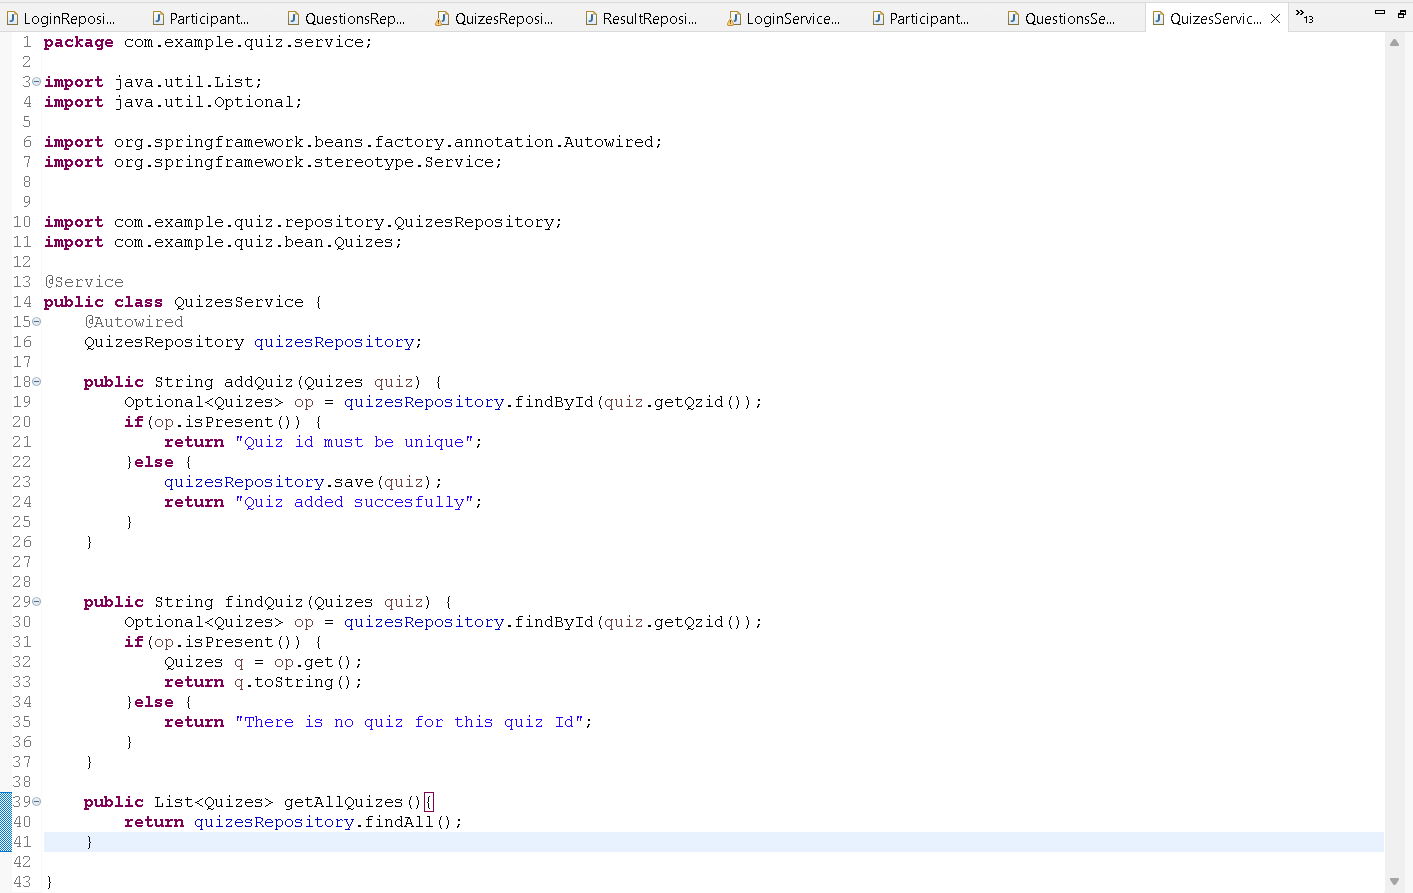 LoginReposi... Participant... QuestionsRep... QuizesReposi... ResultReposi... LoginService... Participant... QuestionsSe... QuizesServic... »13
1 package com.example.quiz.service;
2
3 import java.util.List;
4 import java.util.Optional;
5
6 import org.springframework.beans.factory.annotation.Autowired;
7 import org.springframework.stereotype.Service;
8
9
10 import com.example.quiz.repository.QuizesRepository;
11 import com.example.quiz.bean.Quizes;
12
13 @Service
14 public class QuizesService {
15     @Autowired
16     QuizesRepository quizesRepository;
17
18     public String addQuiz(Quizes quiz) {
19         Optional<Quizes> op = quizesRepository.findById(quiz.getQzid());
20         if(op.isPresent()) {
21             return "Quiz id must be unique";
22         }else {
23             quizesRepository.save(quiz);
24             return "Quiz added succesfully";
25         }
26     }
27
28
29     public String findQuiz(Quizes quiz) {
30         Optional<Quizes> op = quizesRepository.findById(quiz.getQzid());
31         if(op.isPresent()) {
32             Quizes q = op.get();
33             return q.toString();
34         }else {
35             return "There is no quiz for this quiz Id";
36         }
37     }
38
39     public List<Quizes> getAllQuizes(){
40         return quizesRepository.findAll();
41     }
42
43 }